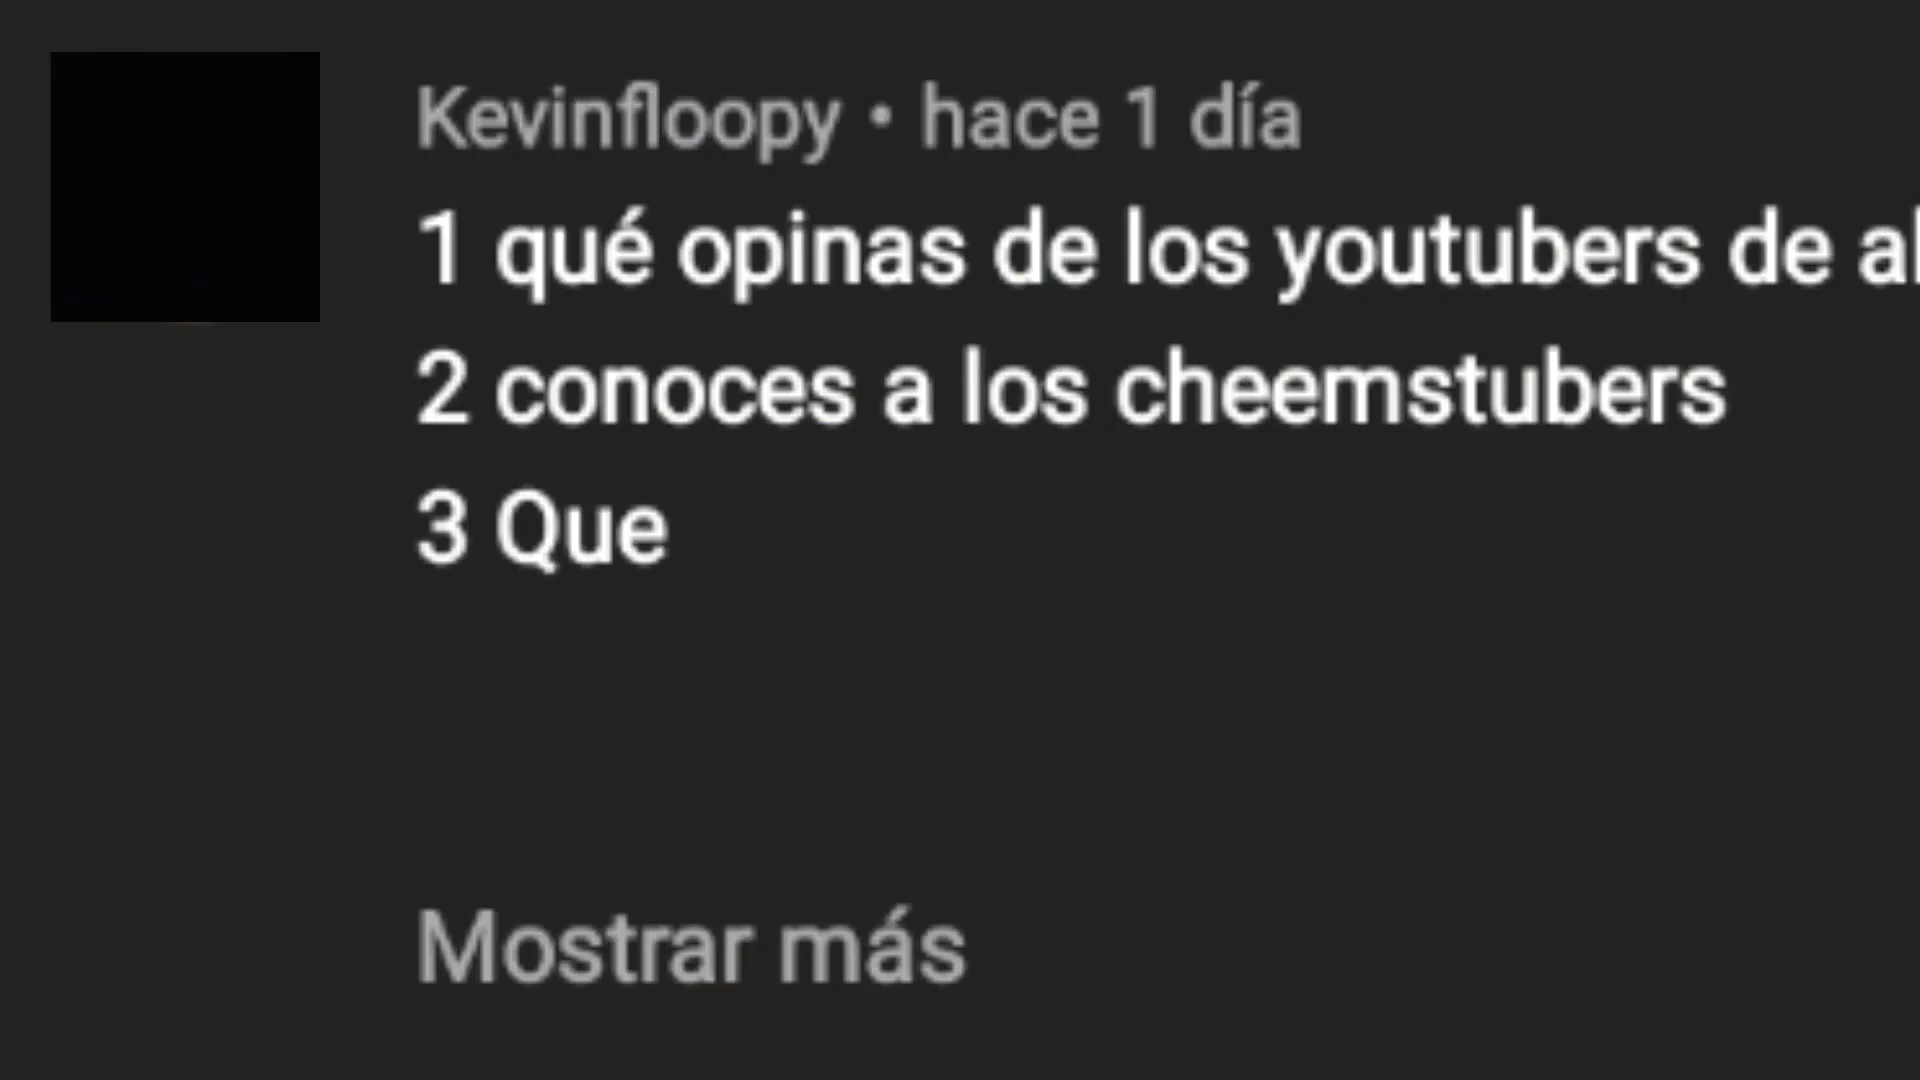 Kevinfloopy • hace 1 día
1 qué opinas de los youtubers de
2 conoces a los cheemstubers
3 Que
Mostrar más